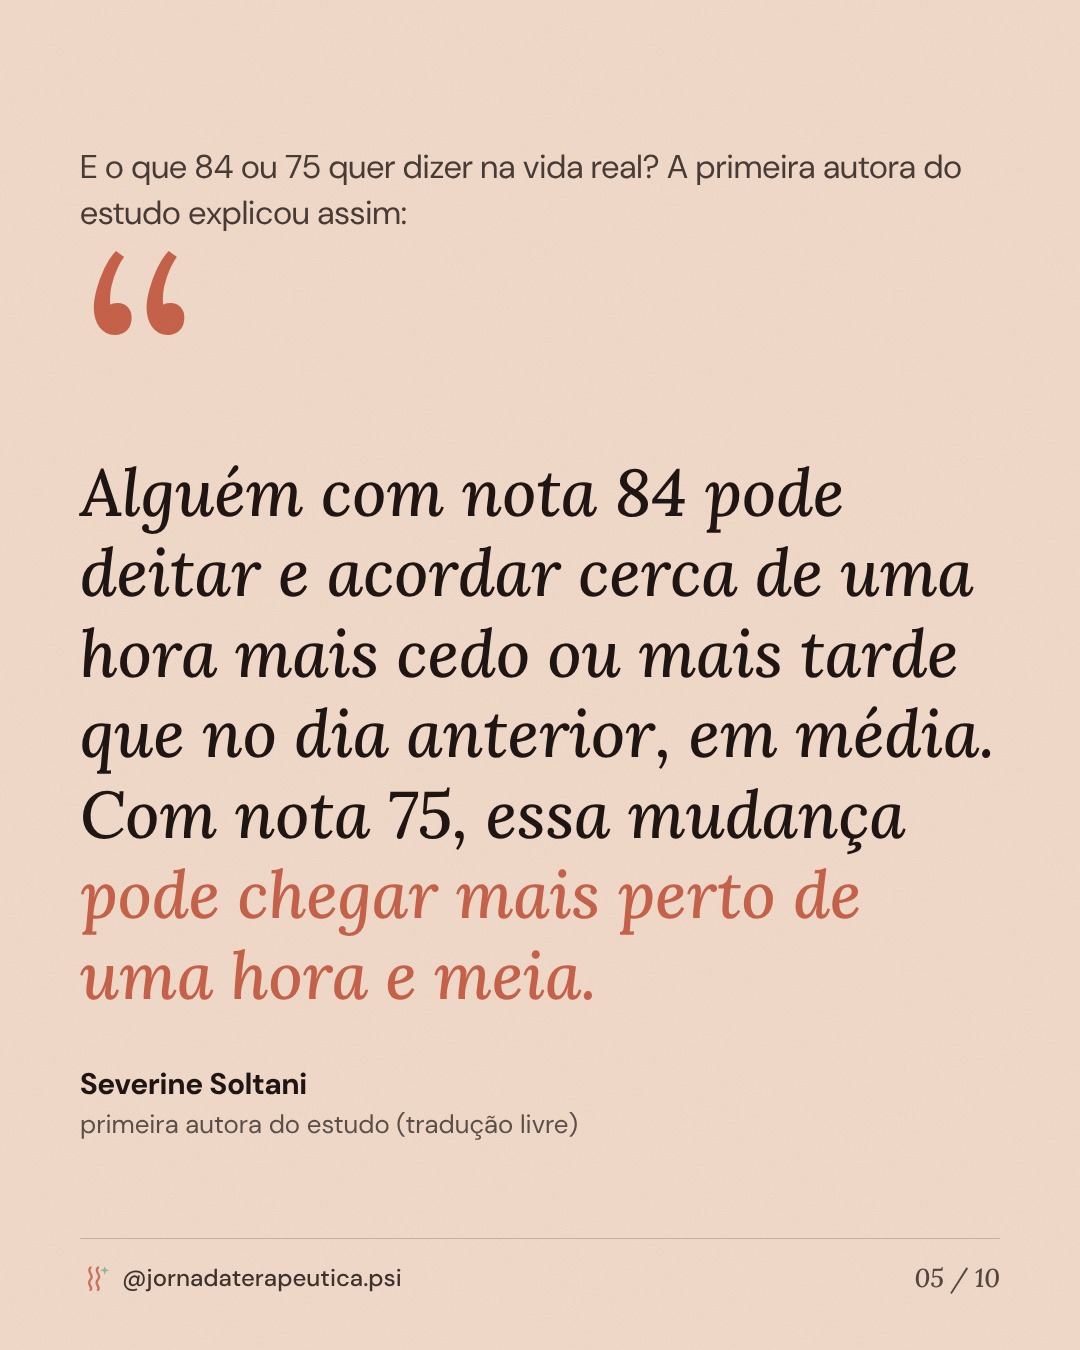 E o que 84 ou 75 quer dizer na vida real? A primeira autora do
estudo explicou assim:
“
Alguém com nota 84 pode
deitar e acordar cerca de uma
hora mais cedo ou mais tarde
que no dia anterior, em média.
Com nota 75, essa mudança
pode chegar mais perto de
uma hora e meia.
Severine Soltani
primeira autora do estudo (tradução livre)
@jornadaterapeutica.psi
05 / 10